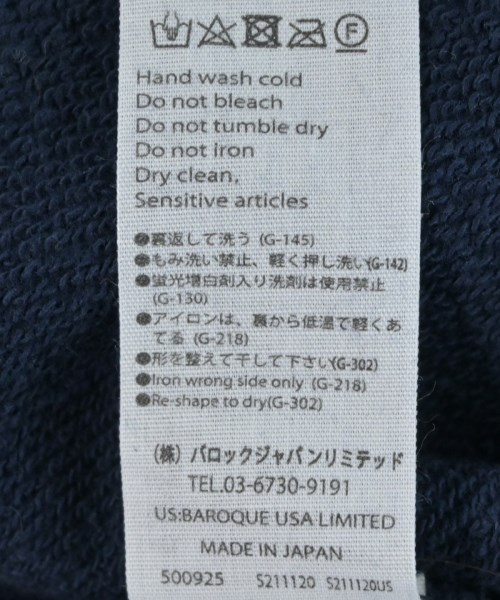 F
Hand wash cold
Do not bleach
Do not tumble dry
Do not iron
Dry clean,
Sensitive articles
●裏返して洗う (G-145)
●もみ洗い禁止、軽く押し洗い(G-142)
●蛍光増白剤入り洗剤は使用禁止
(G-130)
●アイロンは、裏から低温で軽くあ
てる (G-218)
●形を整えて干して下さい(G-302)
●Iron wrong side only (G-218)
●Re-shape to dry(G-302)
(株) バロックジャパンリミテッド
TEL.03-6730-9191
US:BAROQUE USA LIMITED
MADE IN JAPAN
500925 S211120 S211120US